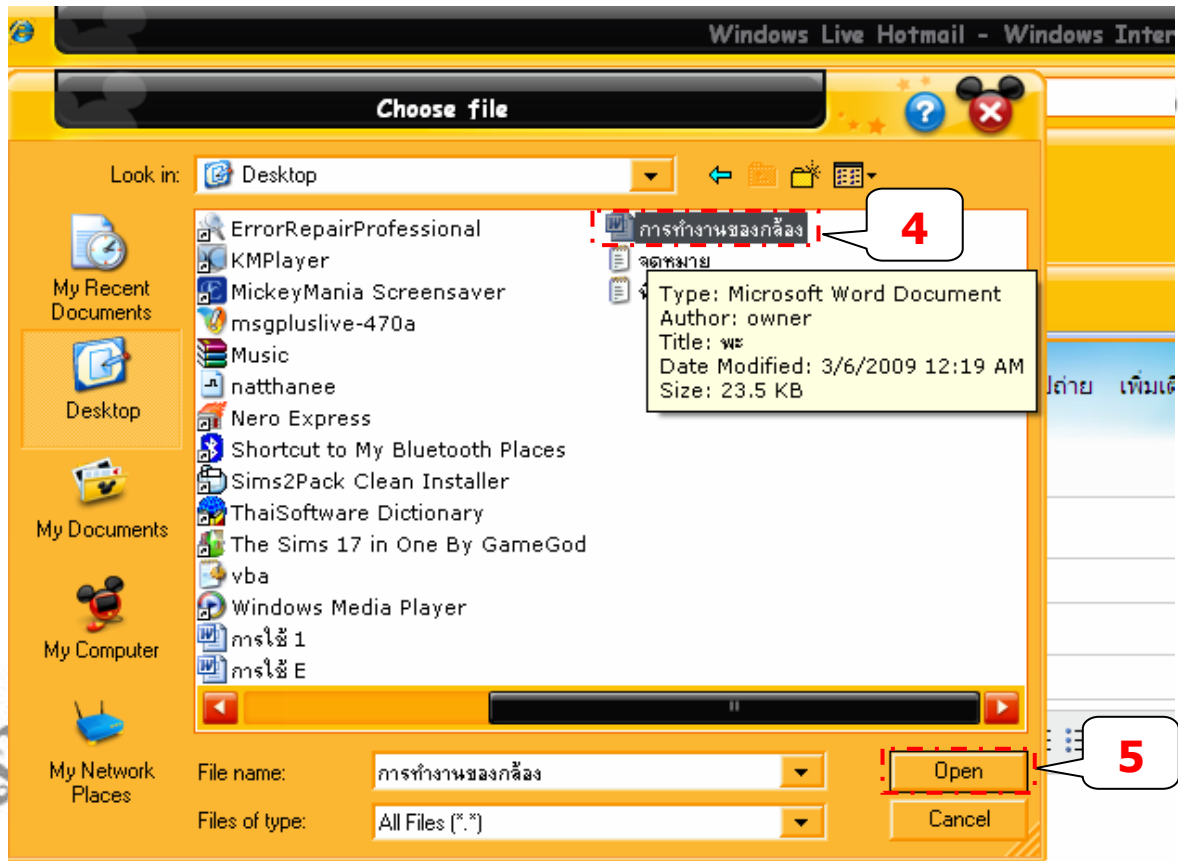 Windows Live Hotmail - Windows Inter
Choose file
Look in:
Desktop
My Recent
Documents
Desktop
My Documents
My Computer
My Network
Places
ErrorRepairProfessional
KMPlayer
MickeyMania Screensaver
msgpluslive-470a
Music
natthanee
Nero Express
Shortcut to My Bluetooth Places
Sims2Pack Clean Installer
ThaiSoftware Dictionary
The Sims 17 in One By GameGod
vba
Windows Media Player
การใช้ 1
การใช้ E
การทำงานของกล้อง
4
จดหมาย
Type: Microsoft Word Document
Author: owner
Title: พะ
Date Modified: 3/6/2009 12:19 AM
Size: 23.5 KB
File name:
การทำงานของกล้อง
Open
5
Files of type:
All Files (*.*)
Cancel